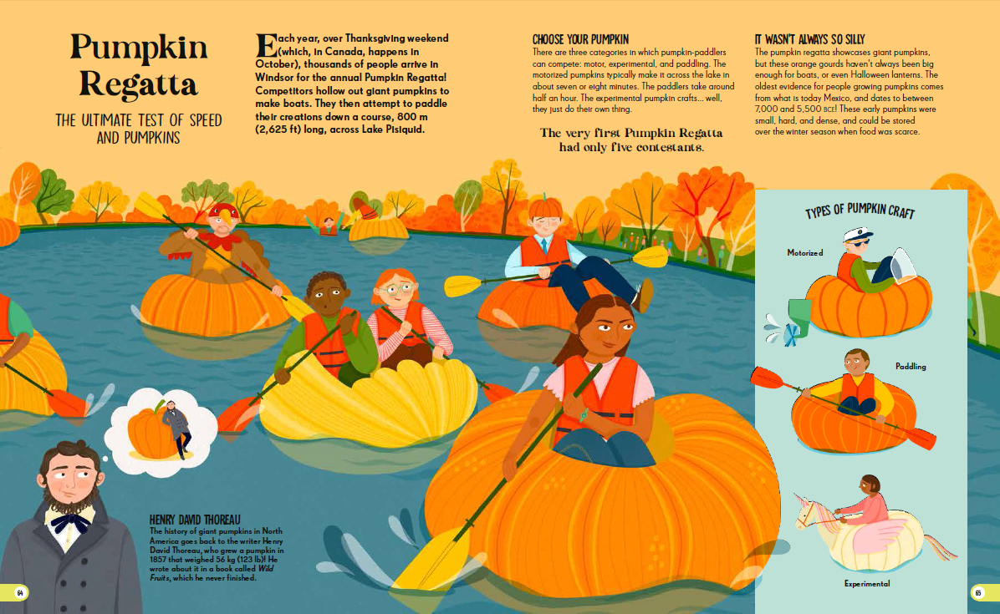 Pumpkin
Regatta
THE ULTIMATE TEST OF SPEED
AND PUMPKINS
Each year, over Thanksgiving weekend
(which, in Canada, happens in
October), thousands of people arrive in
Windsor for the annual Pumpkin Regatta!
Competitors hollow out giant pumpkins to
make boats. They then attempt to paddle
their creations down a course, 800 m
(2,625 ft) long, across Lake Pisiquid.
CHOOSE YOUR PUMPKIN
There are three categories in which pumpkin-paddlers
can compete: motor, experimental, and paddling. The
motorized pumpkins typically make it across the lake in
about seven or eight minutes. The paddlers take around
half an hour. The experimental pumpkin crafts... well,
they just do their own thing.
The very first Pumpkin Regatta
had only five contestants.
IT WASN'T ALWAYS SO SILLY
The pumpkin regatta showcases giant pumpkins,
but these orange gourds haven't always been big
enough for boats, or even Halloween lanterns. The
oldest evidence for people growing pumpkins comes
from what is today Mexico, and dates to between
7,000 and 5,500 BCE! These early pumpkins were
small, hard, and dense, and could be stored
over the winter season when food was scarce.
TYPES OF PUMPKIN CRAFT
Motorized
Paddling
Experimental
HENRY DAVID THOREAU
The history of giant pumpkins in North
America goes back to the writer Henry
David Thoreau, who grew a pumpkin in
1857 that weighed 56 kg (123 lb)! He
wrote about it in a book called Wild
Fruits, which he never finished.
64
65